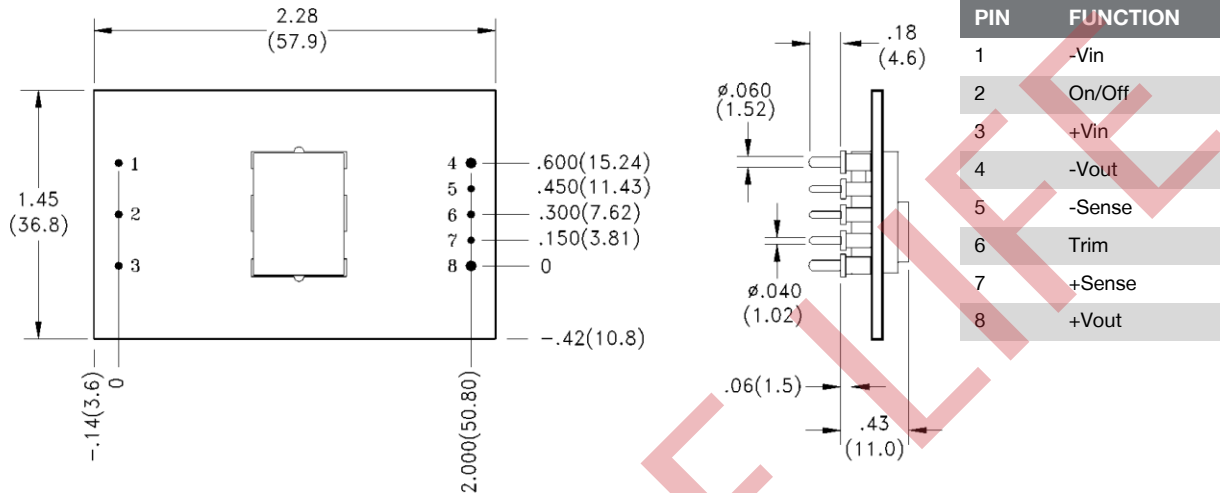 2.28
(57.9)
1.45
(36.8)
1
2
3
4
5
6
7
8
.600(15.24)
.450(11.43)
.300(7.62)
.150(3.81)
0
-.42(10.8)
-.14(3.6)
0
2.000(50.80)
.18
(4.6)
ø.060
(1.52)
ø.040
(1.02)
.06(1.5)
.43
(11.0)
PIN FUNCTION
1 -Vin
2 On/Off
3 +Vin
4 -Vout
5 -Sense
6 Trim
7 +Sense
8 +Vout
LIFE